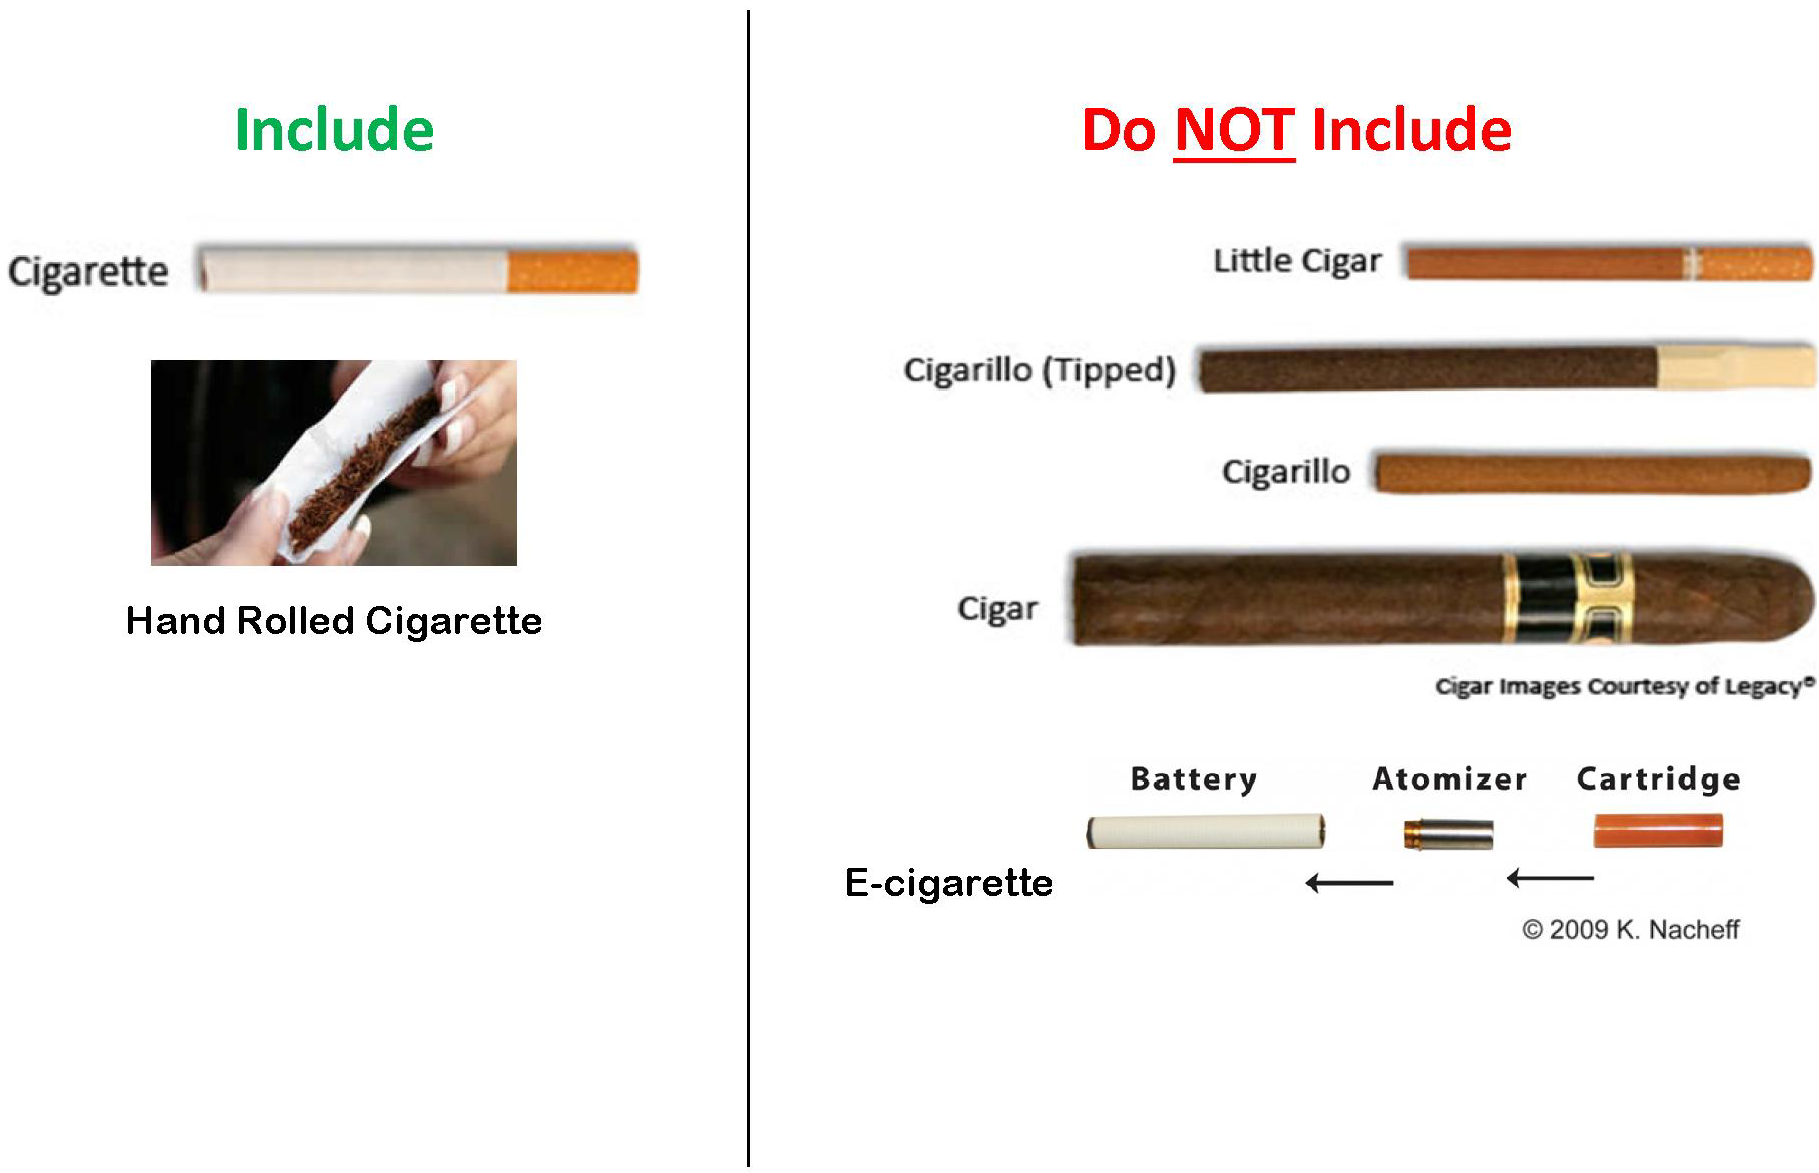 Include
Cigarette
Hand Rolled Cigarette
Do NOT Include
Little Cigar
Cigarillo (Tipped)
Cigarillo
Cigar
Cigar Images Courtesy of Legacy®
Battery Atomizer Cartridge
E-cigarette
© 2009 K. Nacheff